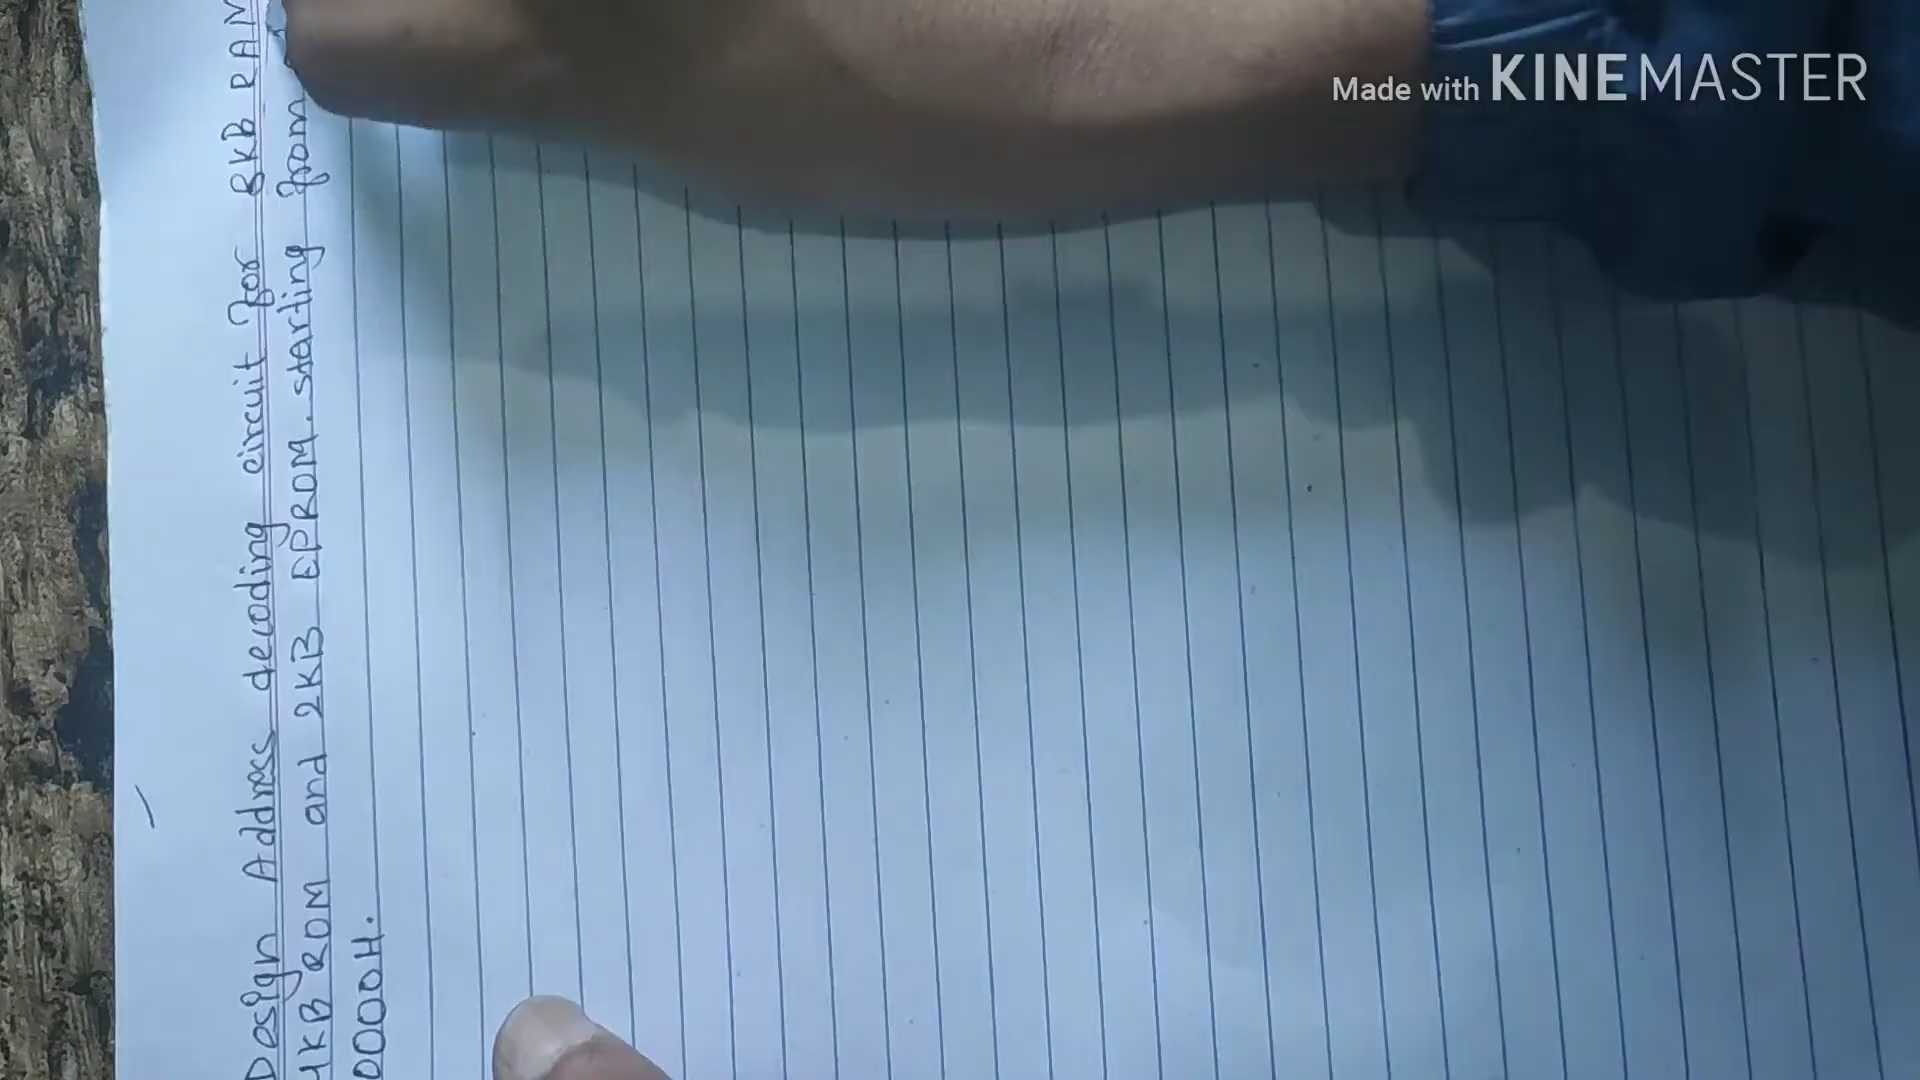 Design Address decoding circuit for 8KB RAM
4KB ROM and 2KB EPROM. starting from
0000H.
Made with KINEMASTER